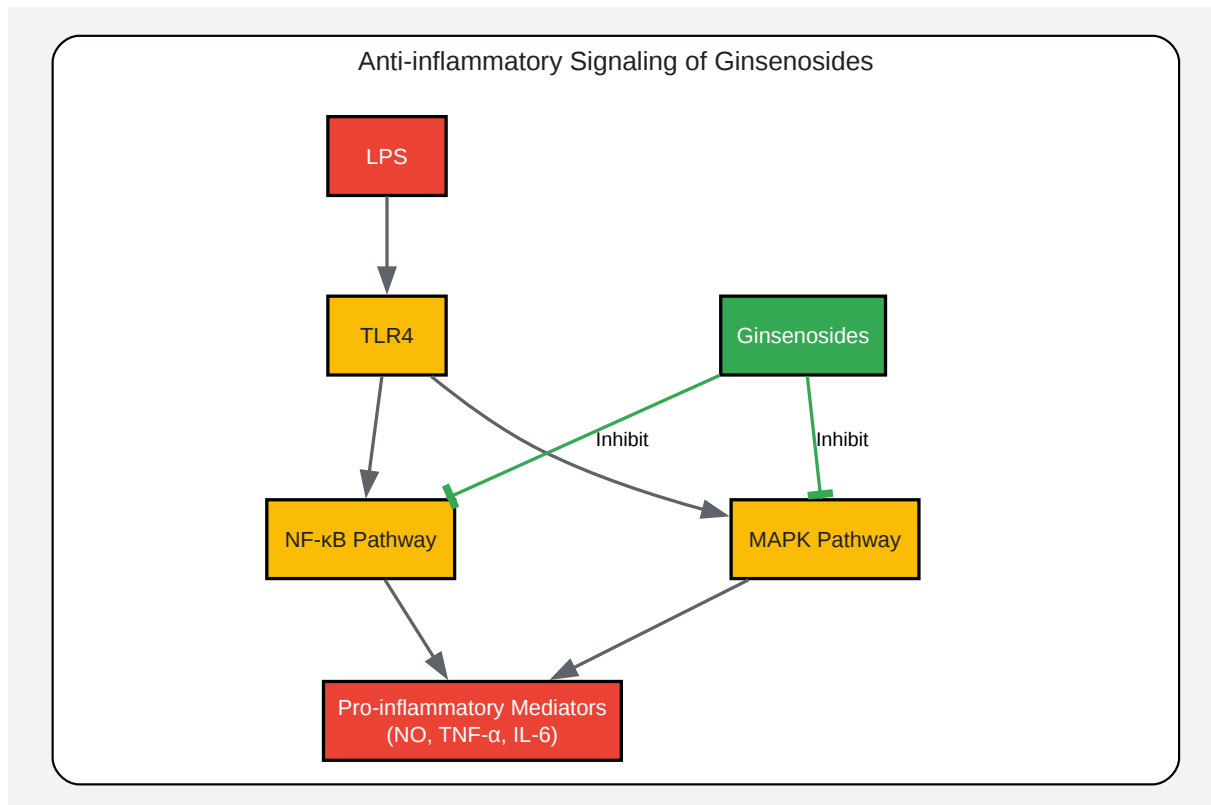 Anti-inflammatory Signaling of Ginsenosides
LPS
TLR4
Ginsenosides
Inhibit
Inhibit
NF-κB Pathway
MAPK Pathway
Pro-inflammatory Mediators
(NO, TNF-α, IL-6)